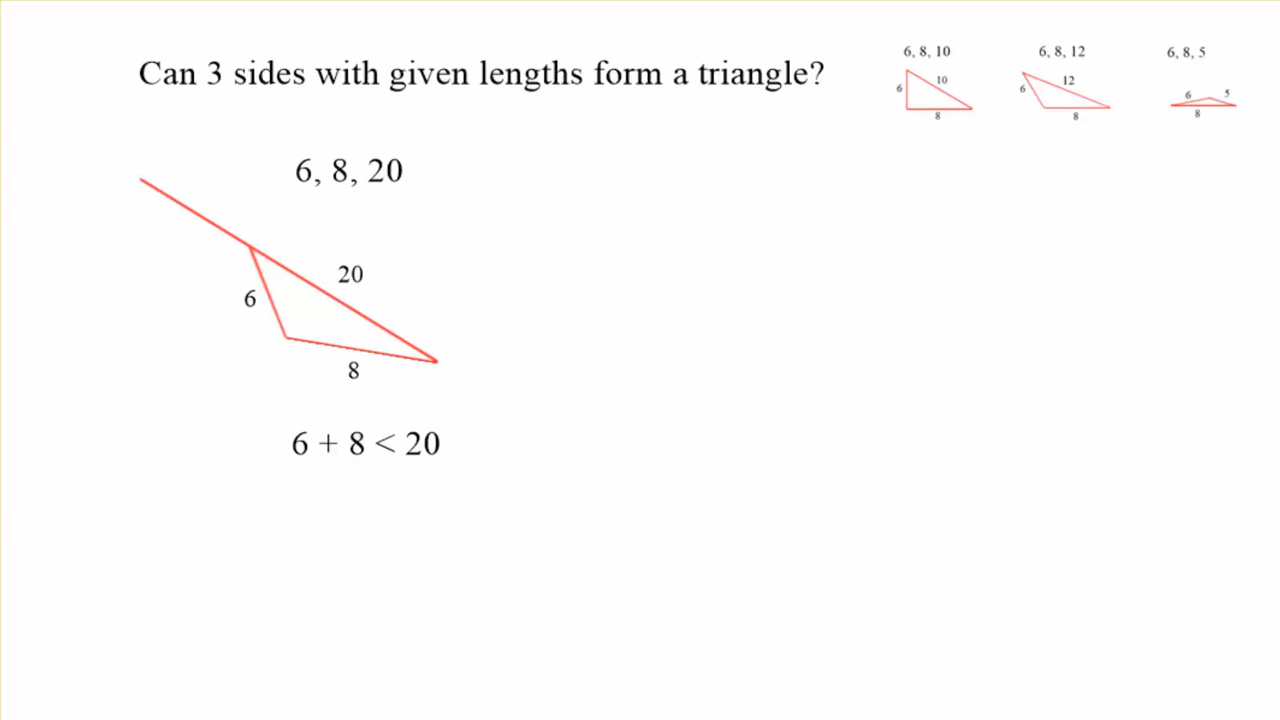 Can 3 sides with given lengths form a triangle?
6, 8, 10
10
6
8
6, 8, 12
12
6
8
6, 8, 5
6
5
8
6, 8, 20
20
6
8
6 + 8 < 20